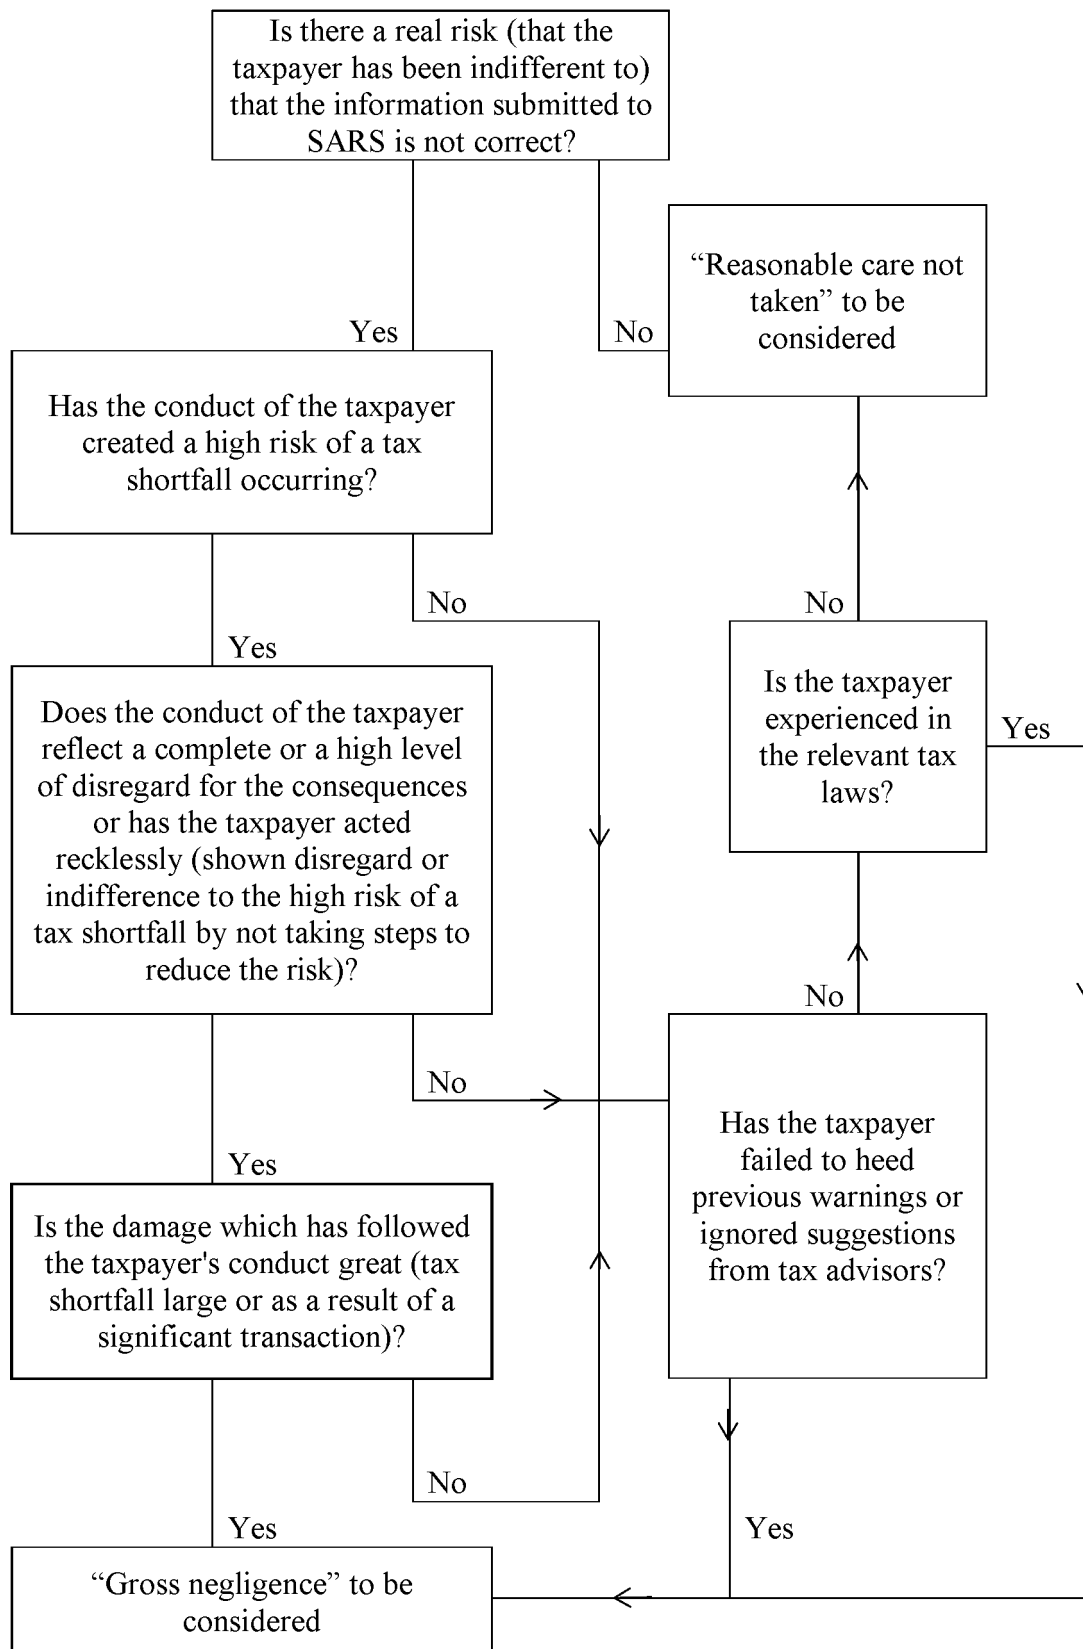 Is there a real risk (that the
taxpayer has been indifferent to)
that the information submitted to
SARS is not correct?
“Reasonable care not
taken” to be
considered
Yes
No
Has the conduct of the taxpayer
created a high risk of a tax
shortfall occurring?
No
No
Yes
Is the taxpayer
experienced in
the relevant tax
laws?
Yes
Does the conduct of the taxpayer
reflect a complete or a high level
of disregard for the consequences
or has the taxpayer acted
recklessly (shown disregard or
indifference to the high risk of a
tax shortfall by not taking steps to
reduce the risk)?
No
No
Has the taxpayer
failed to heed
previous warnings or
ignored suggestions
from tax advisors?
Yes
Is the damage which has followed
the taxpayer's conduct great (tax
shortfall large or as a result of a
significant transaction)?
No
Yes
Yes
“Gross negligence” to be
considered